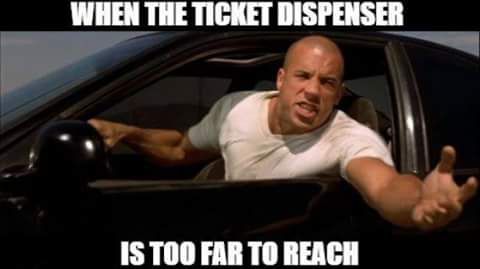 WHEN THE TICKET DISPENSER
IS TOO FAR TO REACH